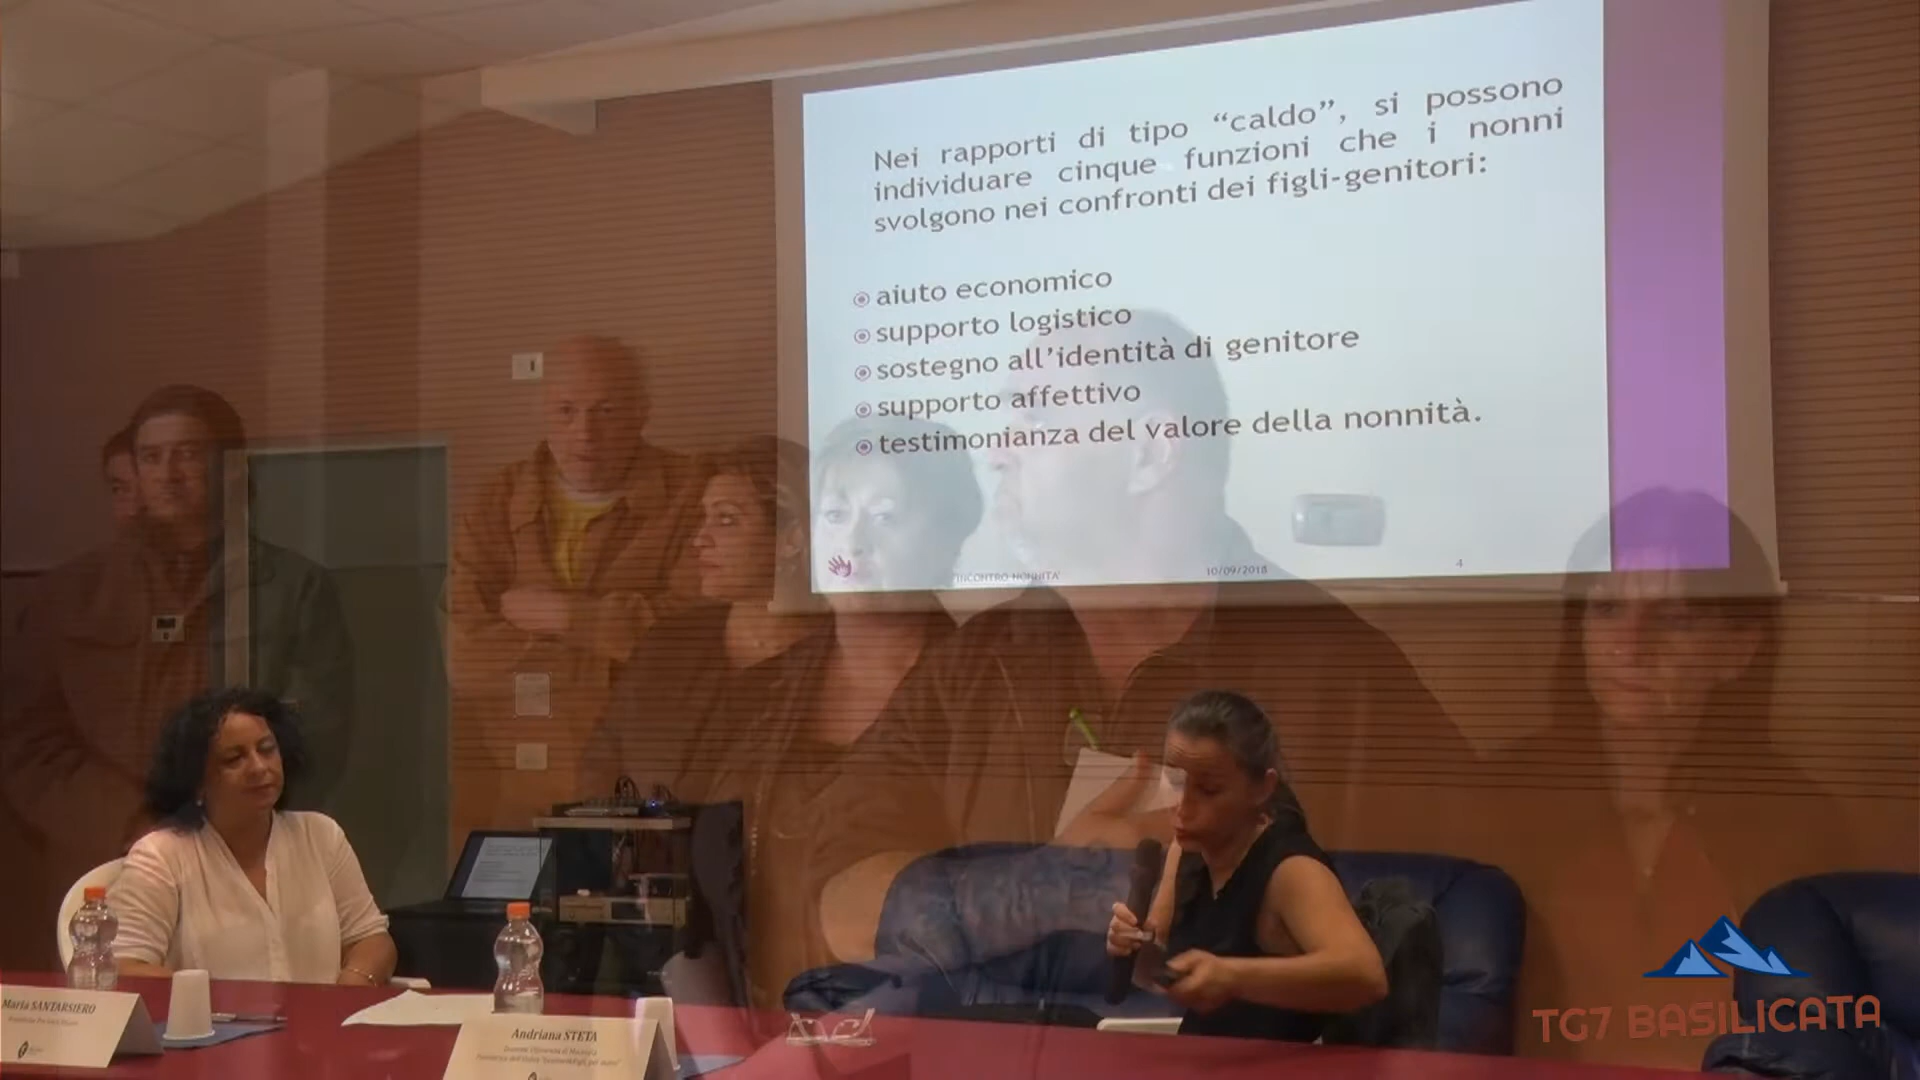 Nei rapporti di tipo “caldo”, si possono
individuare cinque funzioni che i nonni
svolgono nei confronti dei figli-genitori:
aiuto economico
supporto logistico
sostegno all’identità di genitore
supporto affettivo
testimonianza del valore della nonnità.
INCONTRO NONNITA'
10/09/2018
4
Maria SANTARSIERO
Andriana STETA
TG7 BASILICATA